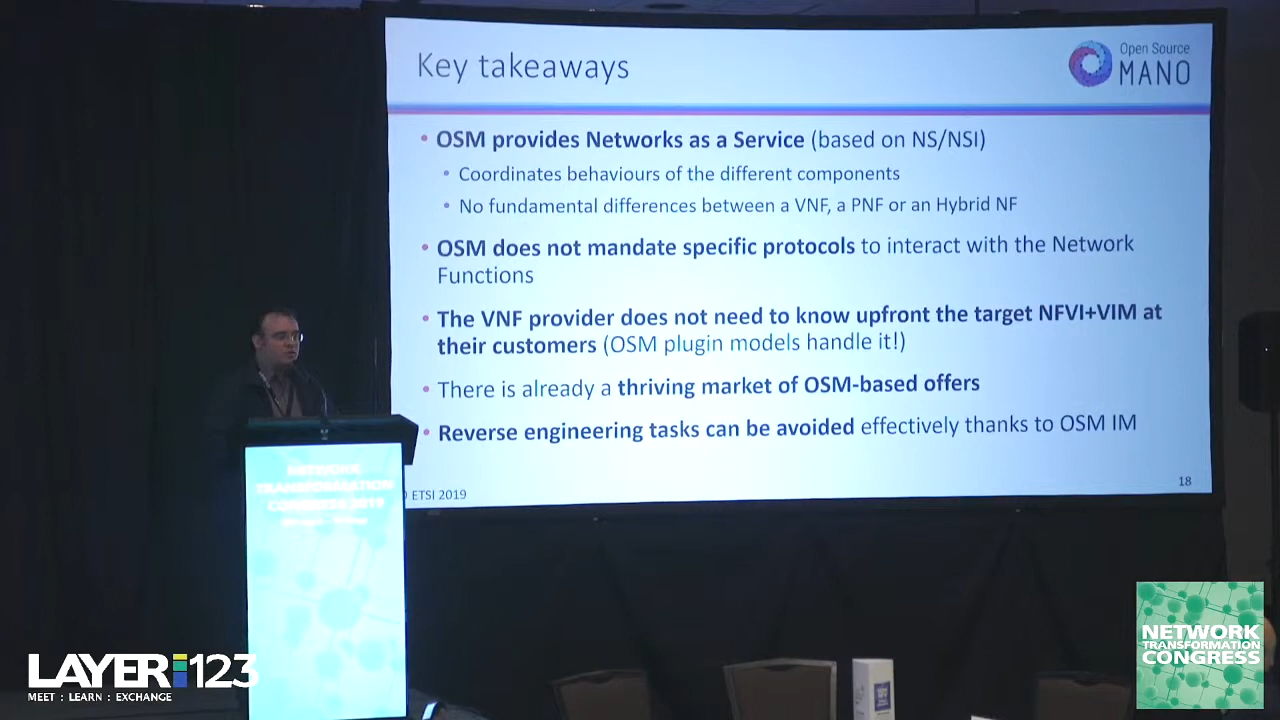 Key takeaways
Open Source
MANO
• OSM provides Networks as a Service (based on NS/NSI)
• Coordinates behaviours of the different components
• No fundamental differences between a VNF, a PNF or an Hybrid NF
• OSM does not mandate specific protocols to interact with the Network
Functions
• The VNF provider does not need to know upfront the target NFVI+VIM at
their customers (OSM plugin models handle it!)
• There is already a thriving market of OSM-based offers
• Reverse engineering tasks can be avoided effectively thanks to OSM IM
ETSI 2019
18
NETWORK
TRANSFORMATION
CONGRESS 2019
LAYER123
MEET : LEARN : EXCHANGE
NETWORK
TRANSFORMATION
CONGRESS